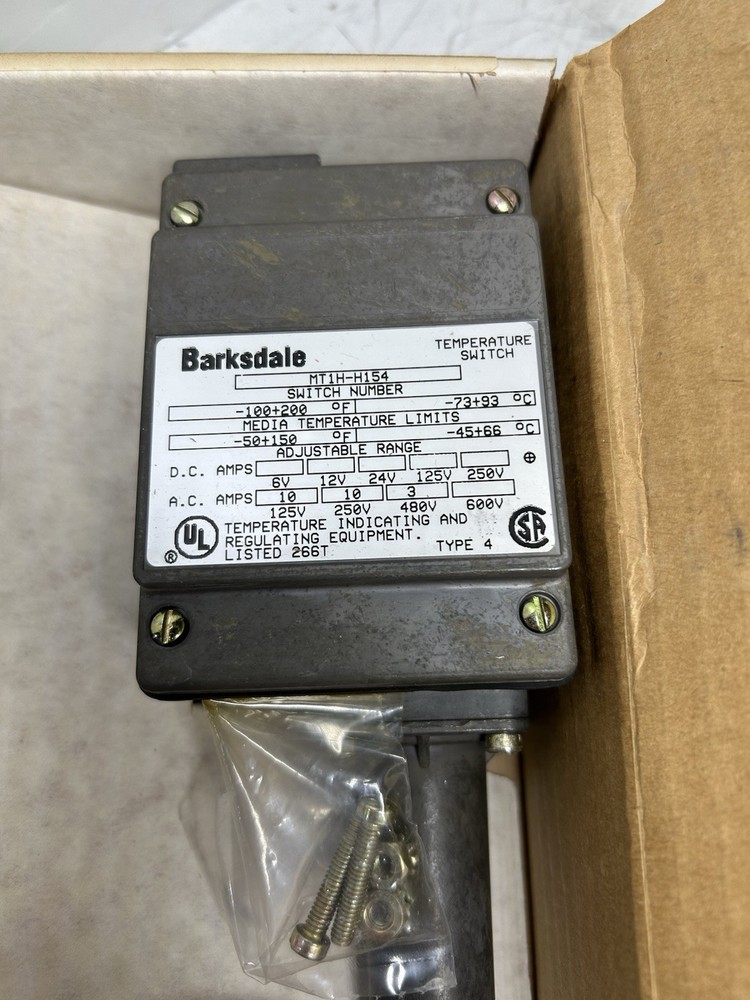 Barksdale
TEMPERATURE
SWITCH
MT1H-H154
SWITCH NUMBER
-100+200 °F -73+93 °C
MEDIA TEMPERATURE LIMITS
-50+150 °F -45+66 °C
ADJUSTABLE RANGE
D.C. AMPS
6V 12V 24V 125V 250V
A.C. AMPS 10 10 3
125V 250V 480V 600V
UL ® TEMPERATURE INDICATING AND
REGULATING EQUIPMENT.
LISTED 266T TYPE 4
SA